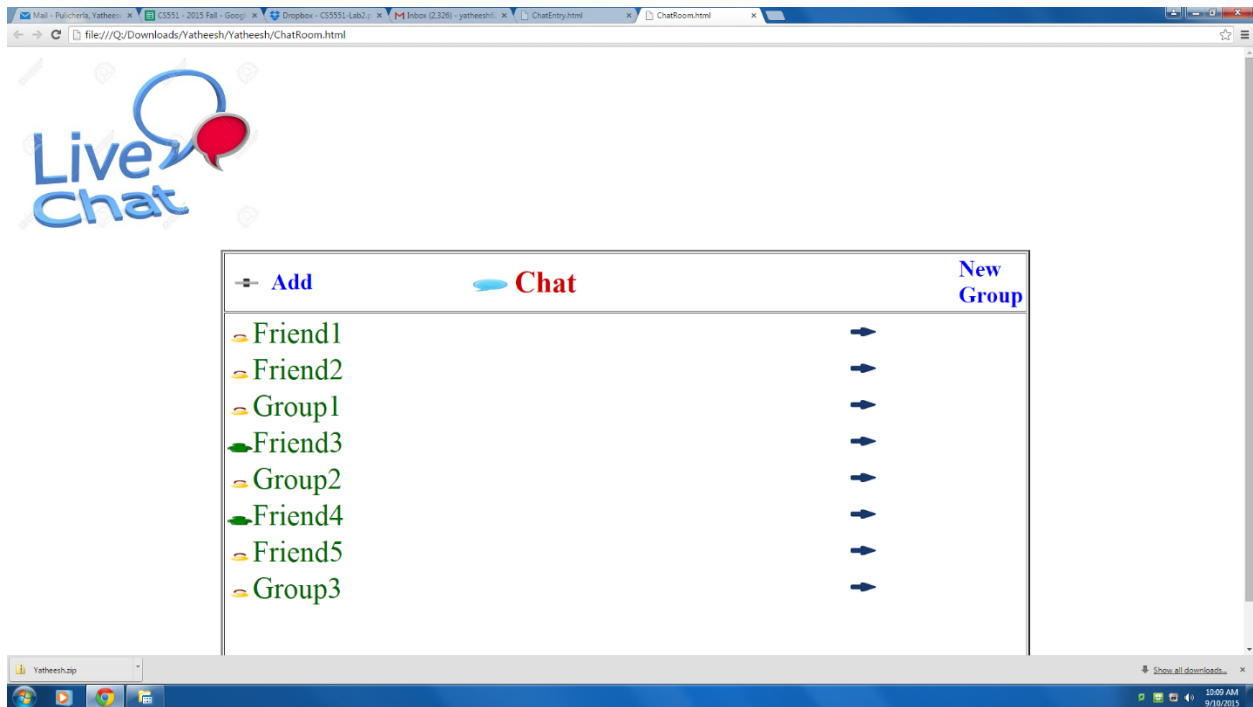 Mail - Pulicherla, Yatheesh
CS551 - 2015 Fall - Googl
Dropbox - CS5551-Lab2.p
M Inbox (2,326) - yatheesh6
ChatEntry.html
ChatRoom.html
file:///Q:/Downloads/Yatheesh/Yatheesh/ChatRoom.html
Live
Chat
Add
Chat
New
Group
Friend1
Friend2
Group1
Friend3
Group2
Friend4
Friend5
Group3
Yatheesh.zip
Show all downloads...
10:09 AM
9/10/2015